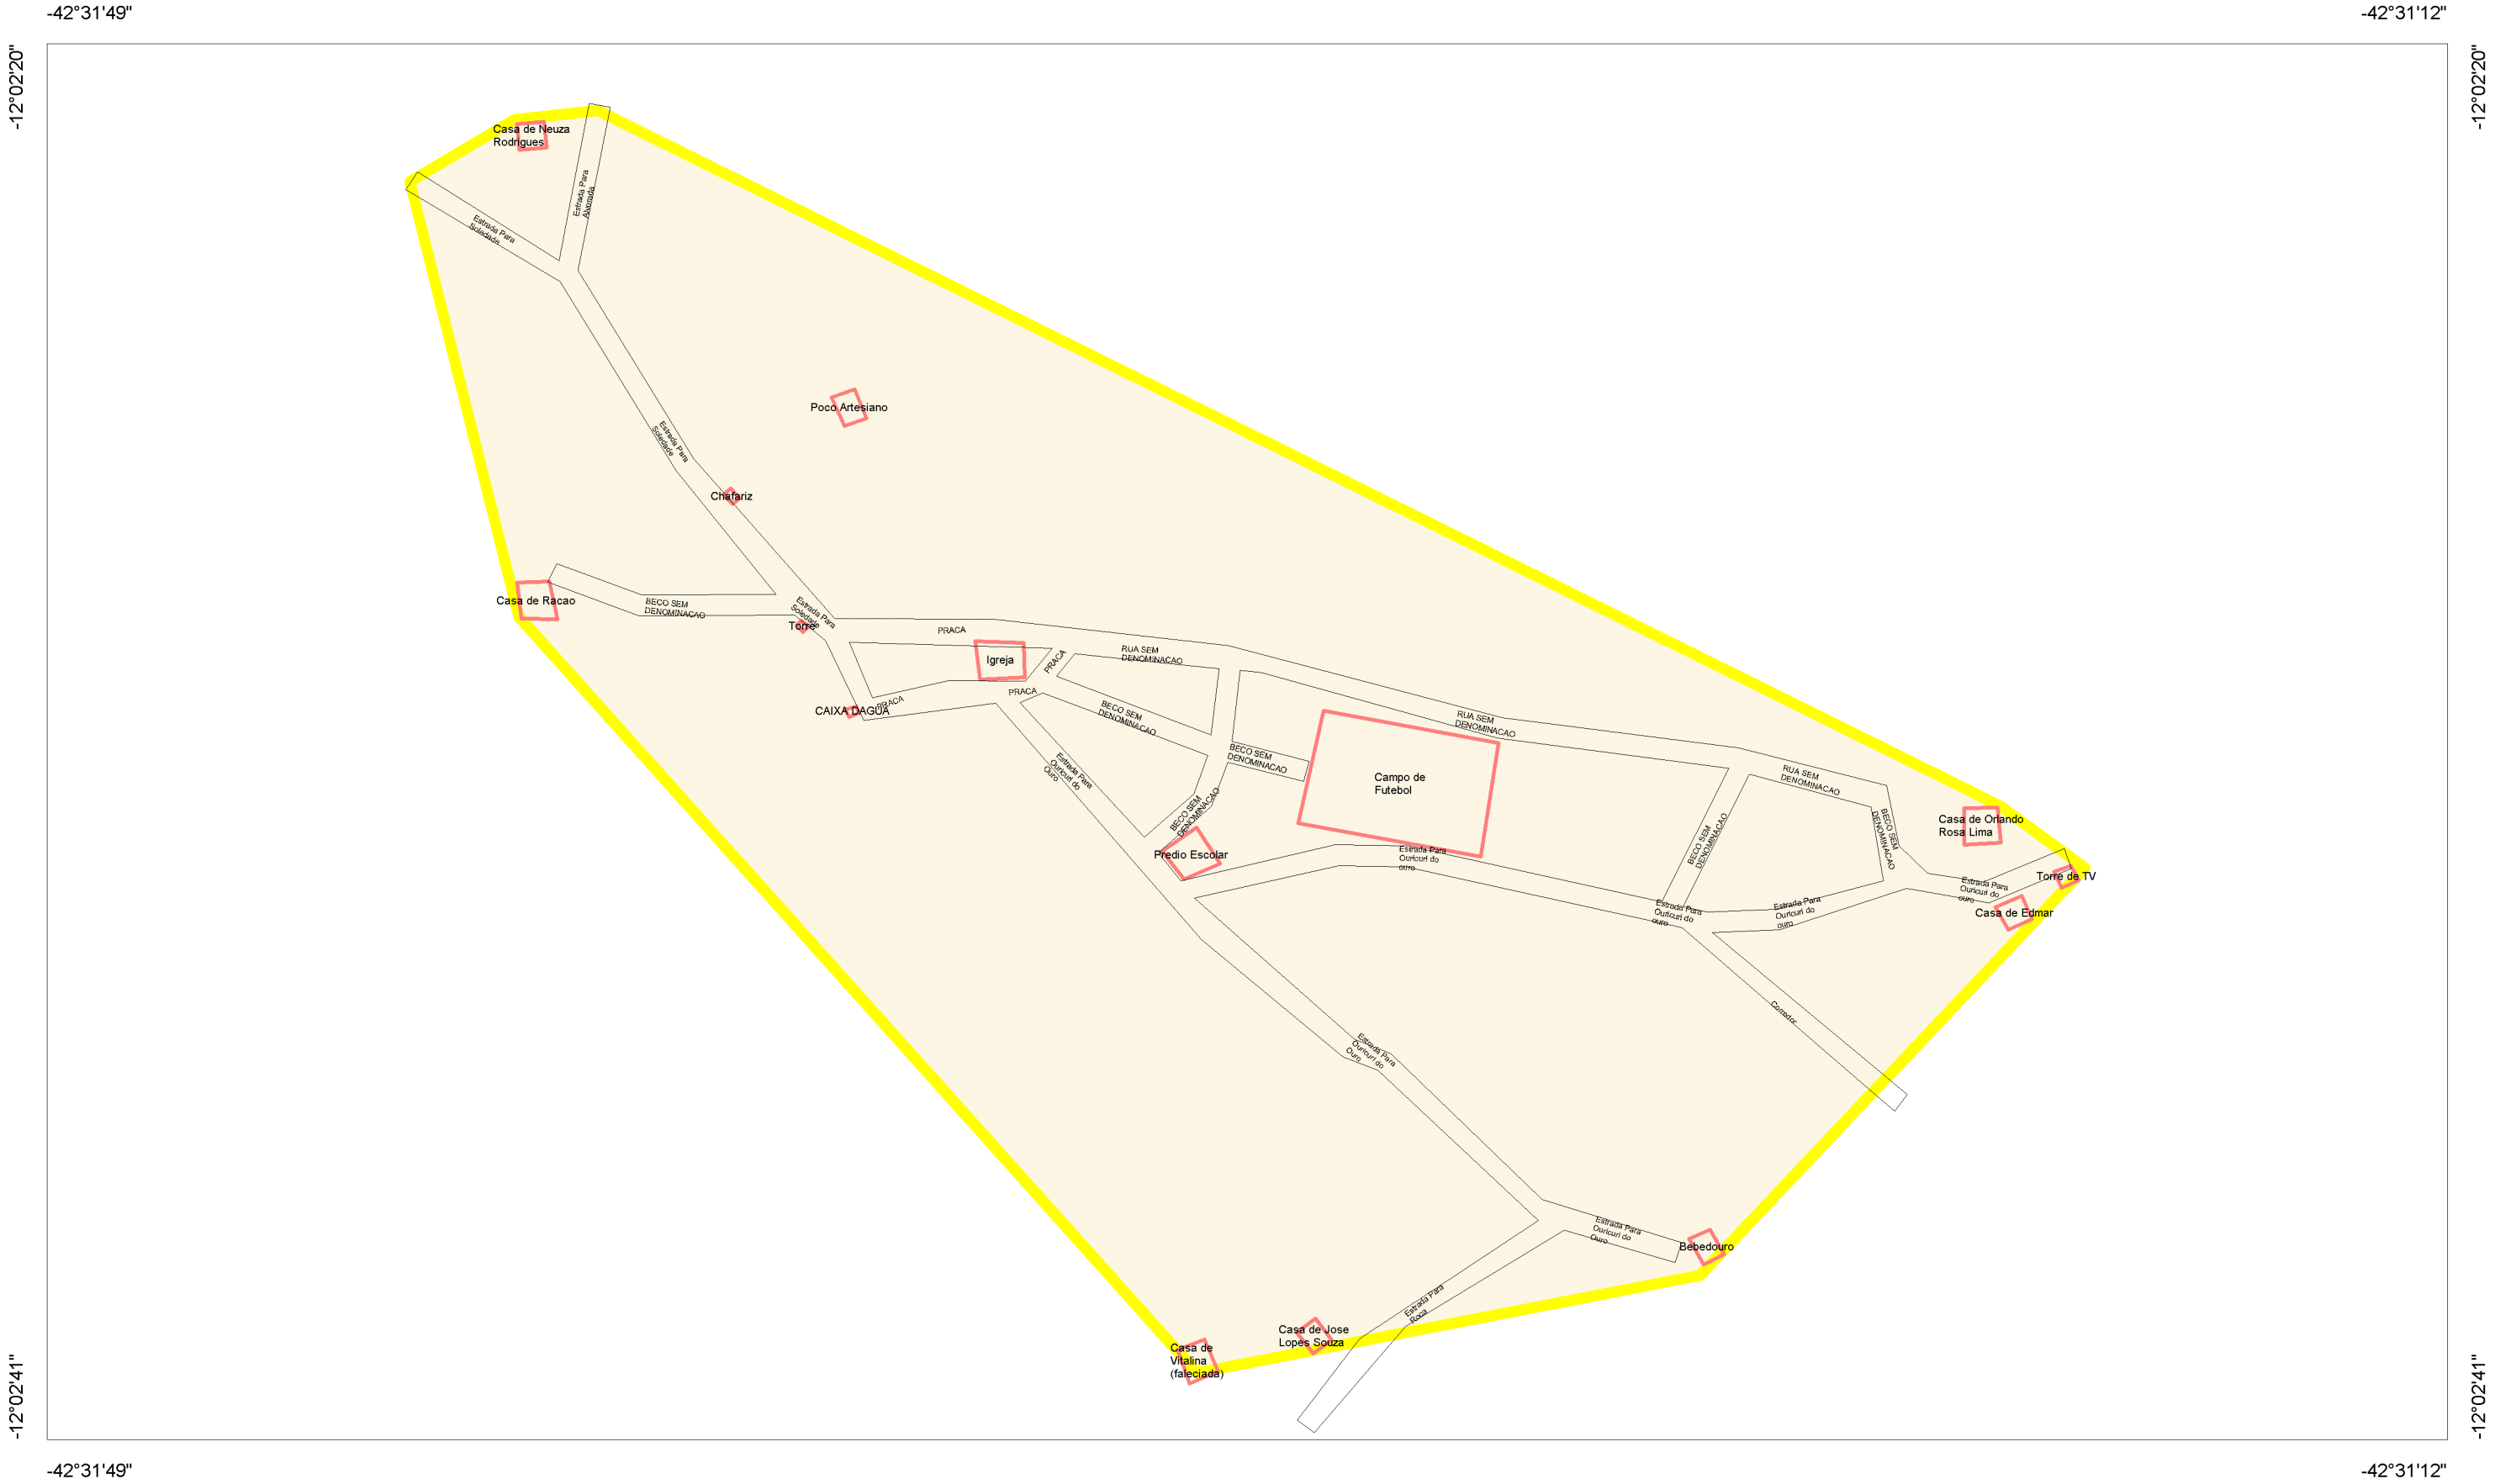 -42°31'49"
-42°31'12"
-12°02'20"
-12°02'20"
Casa de Neuza
Rodrigues
Estrada Para
Alvorada
Estrada Para
Soledade
Poco Artesiano
Estrada Para
Soledade
Chafariz
Casa de Racao
BECO SEM
DENOMINACAO
Estrada Para
Soledade
Torre
PRACA
Igreja
PRACA
RUA SEM
DENOMINACAO
PRACA
PRACA
CAIXA DAGUA
BECO SEM
DENOMINACAO
RUA SEM
DENOMINACAO
BECO SEM
DENOMINACAO
Estrada Para
Ouricuri do
Ouro
Campo de
Futebol
RUA SEM
DENOMINACAO
BECO SEM
DENOMINACAO
BECO SEM
DENOMINACAO
BECO SEM
DENOMINACAO
Casa de Orlando
Rosa Lima
Predio Escolar
Estrada Para
Ouricuri do
ouro
Torre de TV
Estrada Para
Ouricuri do
ouro
Estrada Para
Ouricuri do
ouro
Estrada Para
Ouricuri do
ouro
Casa de Edmar
Corredor
Estrada Para
Ouricuri do
Ouro
Estrada Para
Ouricuri do
Ouro
Bebedouro
Estrada Para
Roca
Casa de Jose
Lopes Souza
Casa de
Vitalina
(faleciada)
-12°02'41"
-12°02'41"
-42°31'49"
-42°31'12"